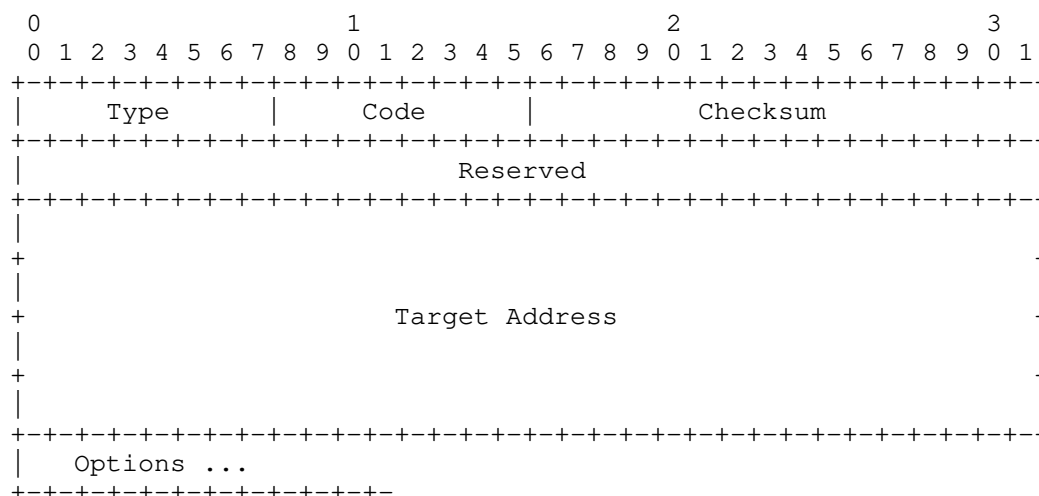 0                   1                   2                   3
0 1 2 3 4 5 6 7 8 9 0 1 2 3 4 5 6 7 8 9 0 1 2 3 4 5 6 7 8 9 0 1
+-+-+-+-+-+-+-+-+-+-+-+-+-+-+-+-+-+-+-+-+-+-+-+-+-+-+-+-+-+-+-+-
|     Type      |     Code      |          Checksum
+-+-+-+-+-+-+-+-+-+-+-+-+-+-+-+-+-+-+-+-+-+-+-+-+-+-+-+-+-+-+-+-
|                           Reserved
+-+-+-+-+-+-+-+-+-+-+-+-+-+-+-+-+-+-+-+-+-+-+-+-+-+-+-+-+-+-+-+-
|
+                                                               -
|
+                       Target Address                          -
|
+                                                               -
|
+-+-+-+-+-+-+-+-+-+-+-+-+-+-+-+-+-+-+-+-+-+-+-+-+-+-+-+-+-+-+-+-
|   Options ...
+-+-+-+-+-+-+-+-+-+-+-+-